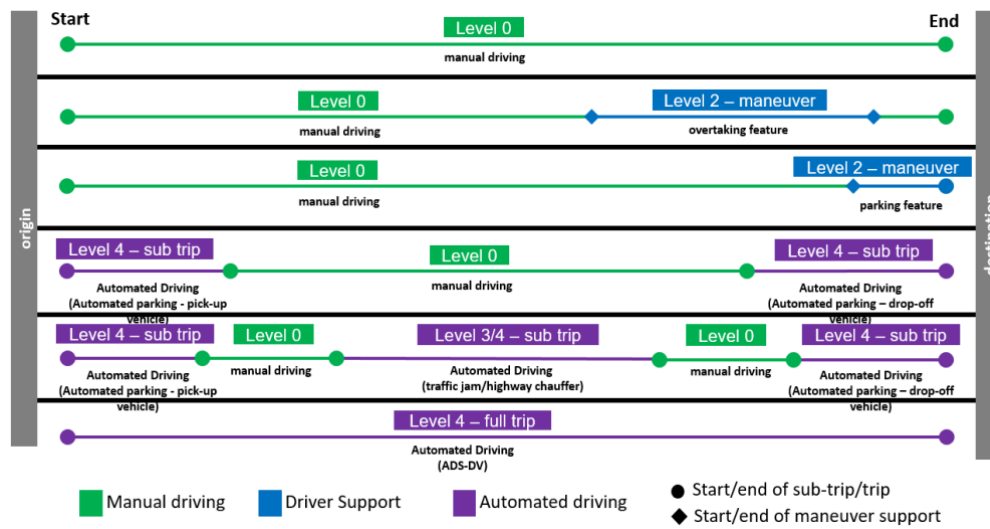 Start
End
Level 0
manual driving
Level 0
Level 2 – maneuver
manual driving
overtaking feature
Level 0
Level 2 – maneuver
manual driving
parking feature
origin
destination
Level 4 – sub trip
Level 0
Level 4 – sub trip
manual driving
Automated Driving
(Automated parking - pick-up
vehicle)
Automated Driving
(Automated parking – drop-off
vehicle)
Level 4 – sub trip
Level 0
Level 3/4 – sub trip
Level 0
Level 4 – sub trip
Automated Driving
(Automated parking - pick-up
vehicle)
manual driving
Automated Driving
(traffic jam/highway chauffer)
manual driving
Automated Driving
(Automated parking – drop-off
vehicle)
Level 4 – full trip
Automated Driving
(ADS-DV)
Manual driving
Driver Support
Automated driving
Start/end of sub-trip/trip
Start/end of maneuver support